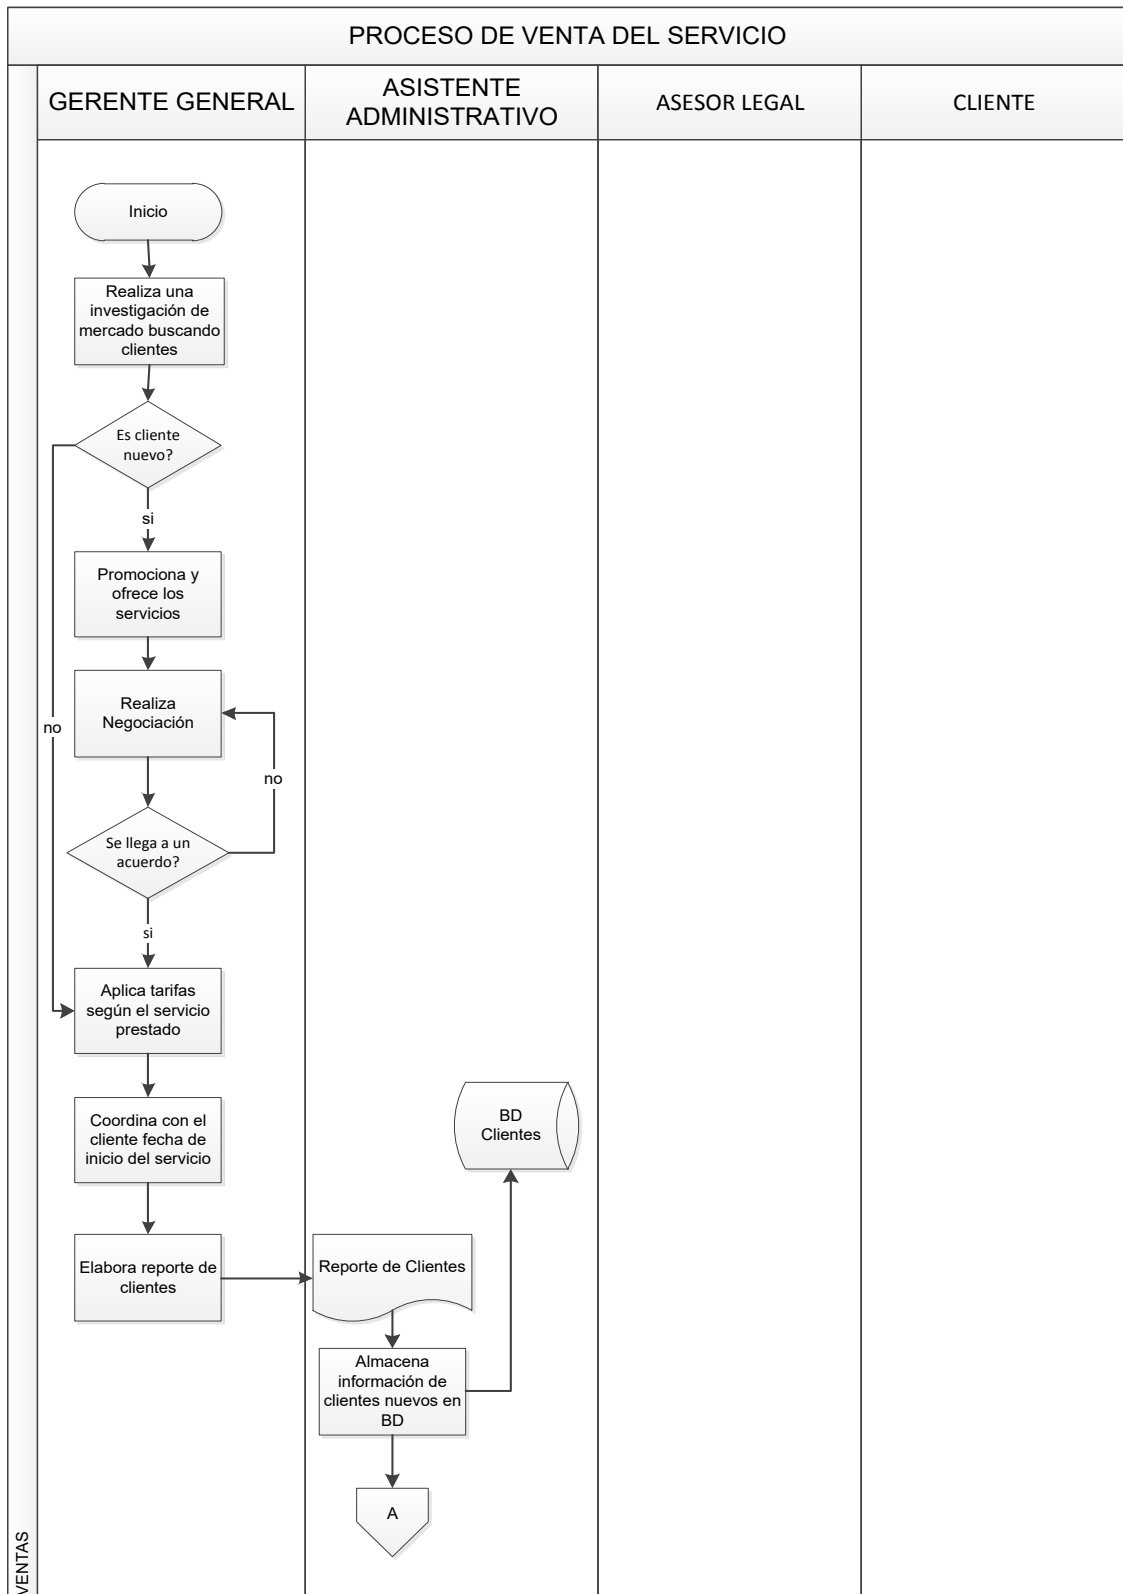 PROCESO DE VENTA DEL SERVICIO
GERENTE GENERAL
ASISTENTE
ADMINISTRATIVO
ASESOR LEGAL
CLIENTE
Inicio
Realiza una
investigación de
mercado buscando
clientes
Es cliente
nuevo?
si
Promociona y
ofrece los
servicios
Realiza
Negociación
no
no
Se llega a un
acuerdo?
si
Aplica tarifas
según el servicio
prestado
Coordina con el
cliente fecha de
inicio del servicio
BD
Clientes
Elabora reporte de
clientes
Reporte de Clientes
Almacena
información de
clientes nuevos en
BD
A
VENTAS